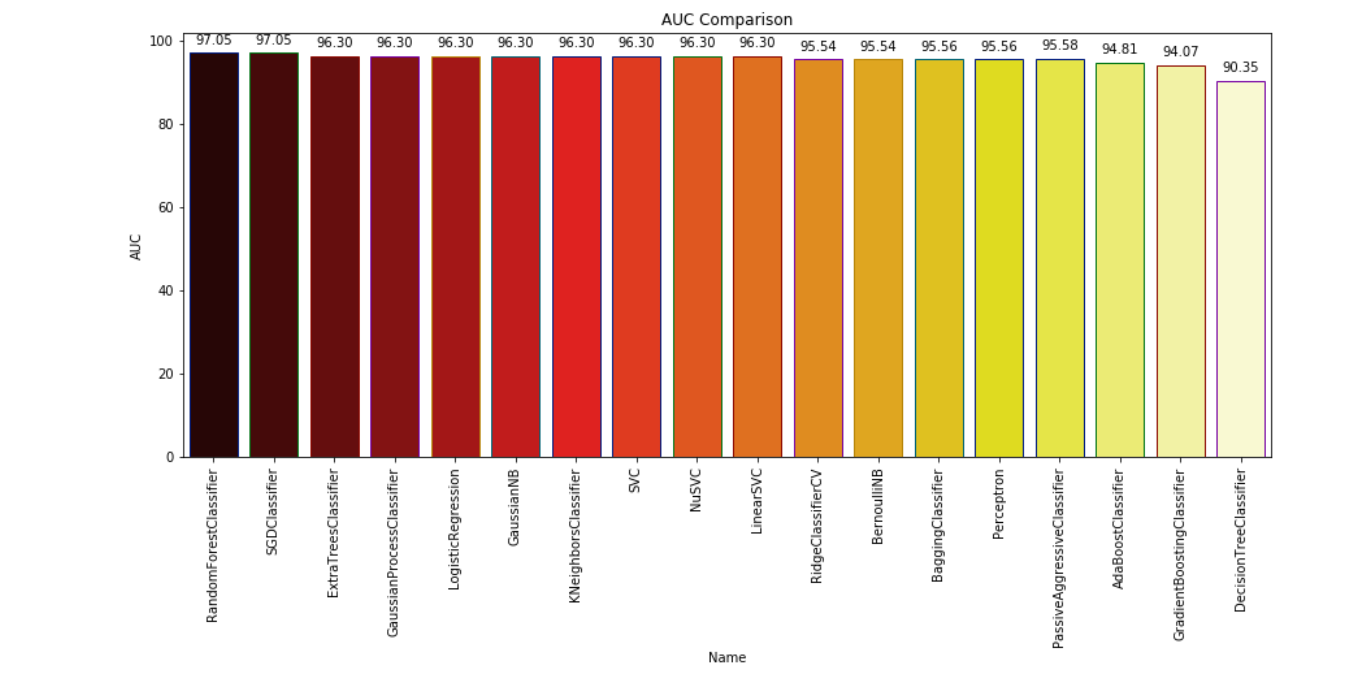 AUC Comparison
97.05 97.05 96.30 96.30 96.30 96.30 96.30 96.30 96.30 96.30 95.54 95.54 95.56 95.56 95.58 94.81 94.07 90.35
100
80
60
40
20
0
AUC
RandomForestClassifier
SGDClassifier
ExtraTreesClassifier
GaussianProcessClassifier
LogisticRegression
GaussianNB
KNeighborsClassifier
SVC
NuSVC
LinearSVC
RidgeClassifierCV
BernoulliNB
BaggingClassifier
Perceptron
PassiveAggressiveClassifier
AdaBoostClassifier
GradientBoostingClassifier
DecisionTreeClassifier
Name